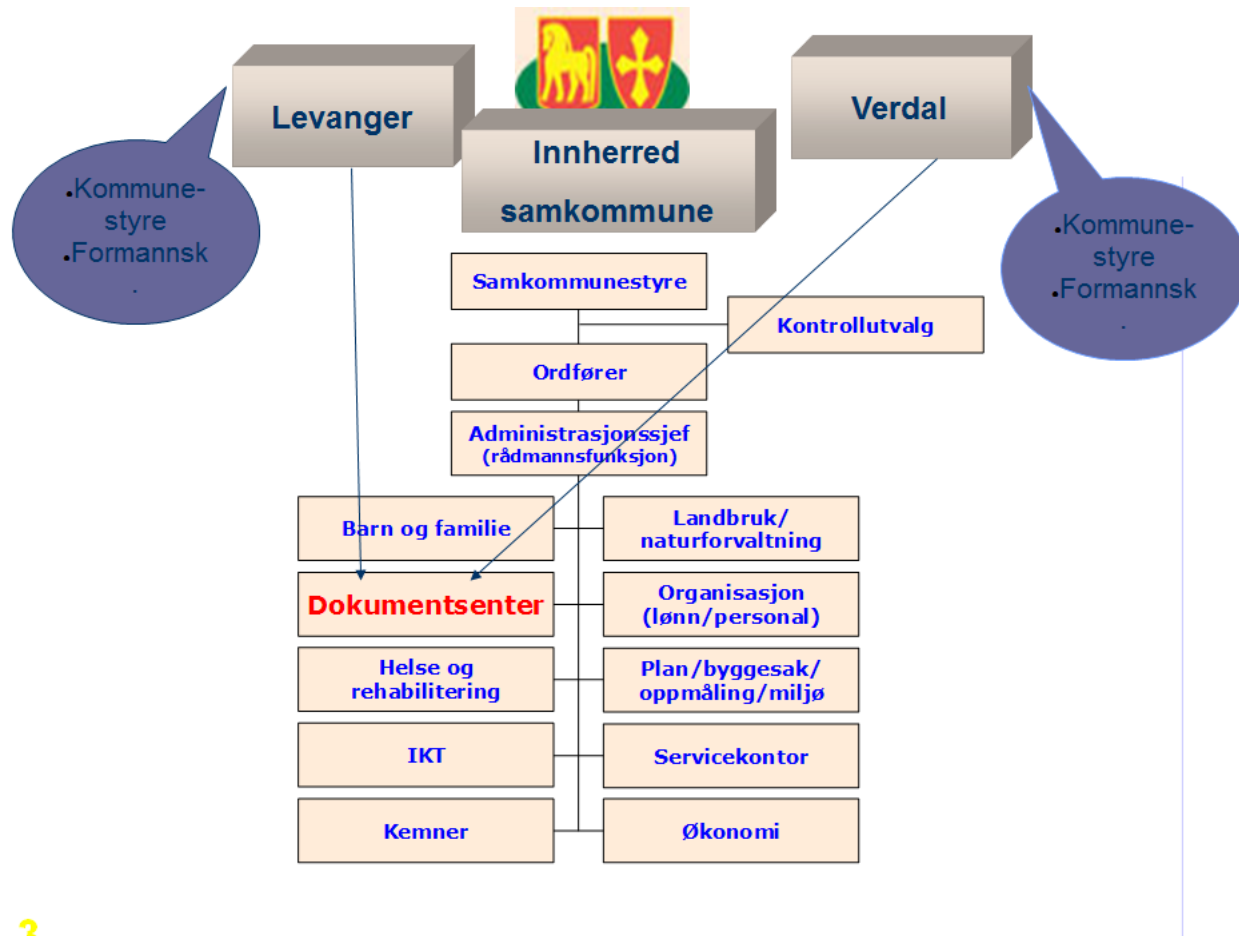 Levanger
Innherred
samkommune
Verdal
.Kommune-
styre
.Formannsk
.
.Kommune-
styre
.Formannsk
.
Samkommunestyre
Kontrollutvalg
Ordfører
Administrasjonssjef
(rådmannsfunksjon)
Barn og familie
Landbruk/
naturforvaltning
Dokumentsenter
Organisasjon
(lønn/personal)
Helse og
rehabilitering
Plan/byggesak/
oppmåling/miljø
IKT
Servicekontor
Kemner
Økonomi